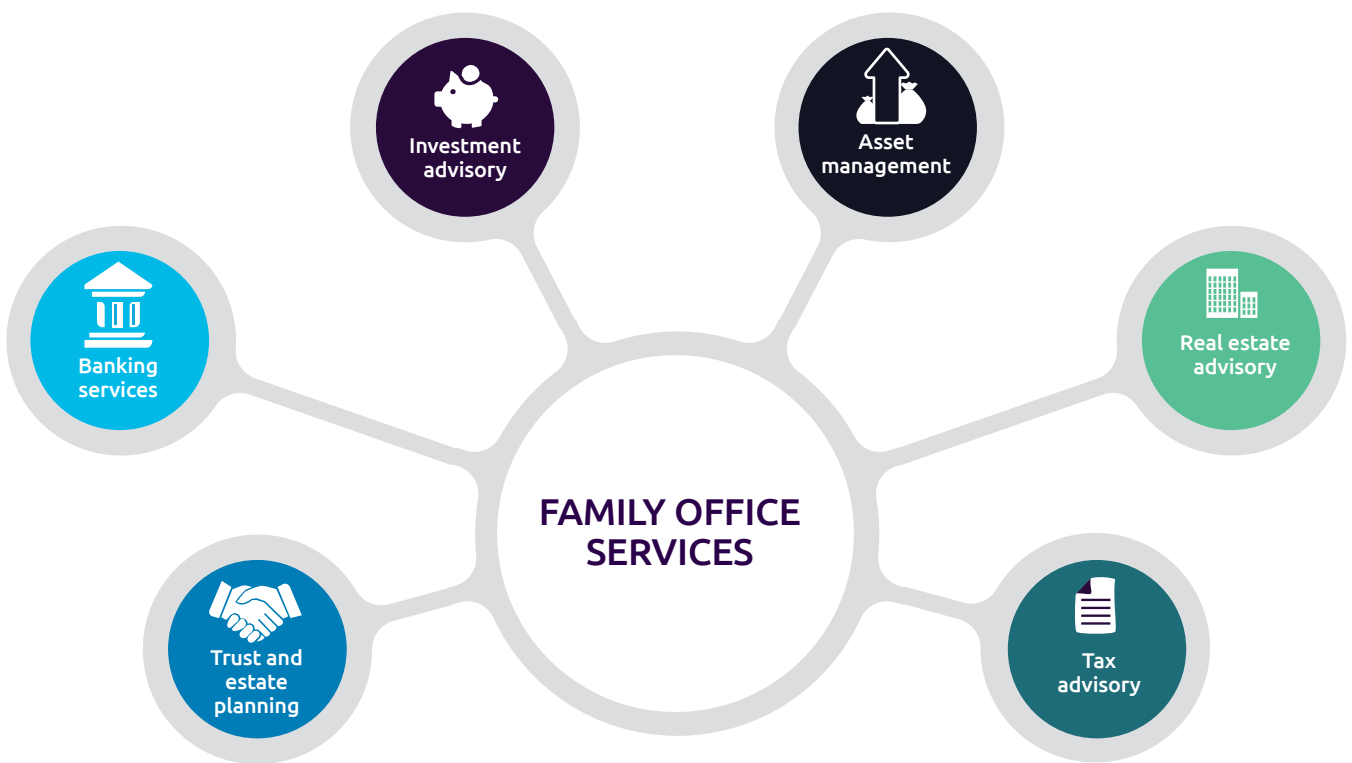 Investment
advisory
Asset
management
Banking
services
Real estate
advisory
FAMILY OFFICE
SERVICES
Trust and
estate
planning
Tax
advisory